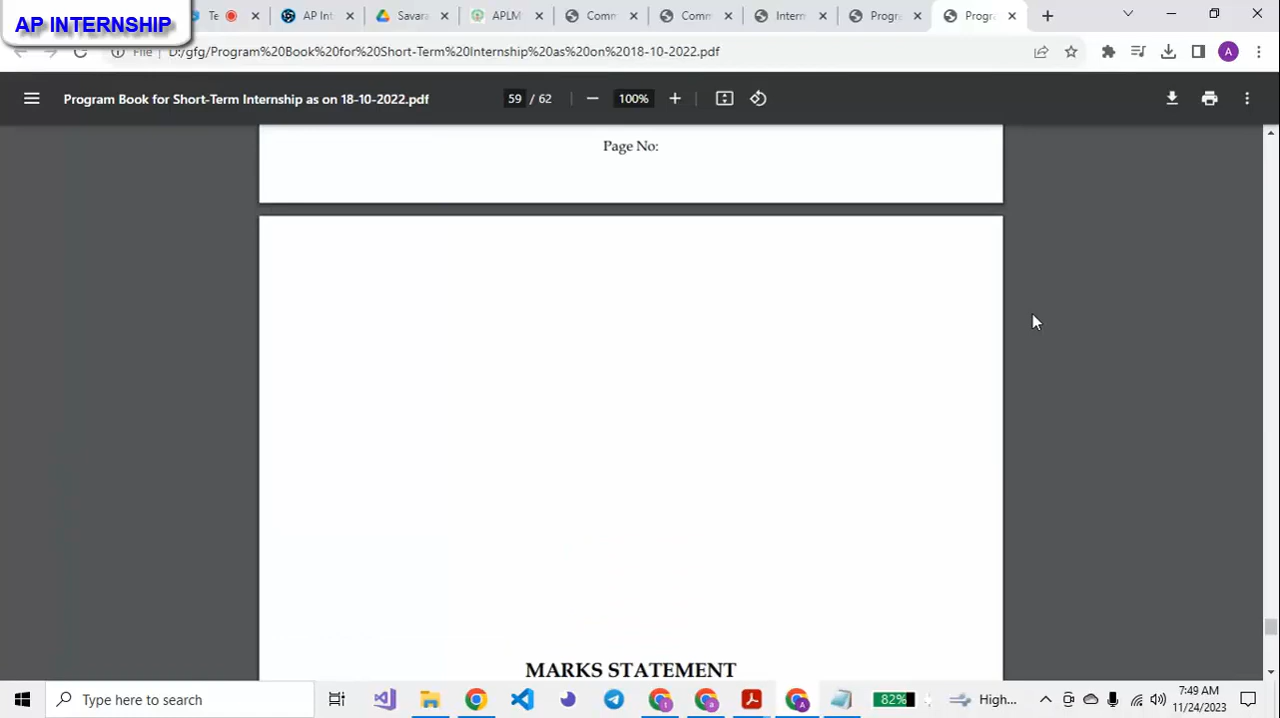 AP INTERNSHIP
Te
AP Int
Savara
APLM
Comm
Comm
Intern
Progr
Progra
File
D:/gfg/Program%20Book%20for%20Short-Term%20Internship%20as%20on%2018-10-2022.pdf
A
Program Book for Short-Term Internship as on 18-10-2022.pdf
59 / 62
100%
Page No:
MARKS STATEMENT
Type here to search
82%
High...
7:49 AM
11/24/2023